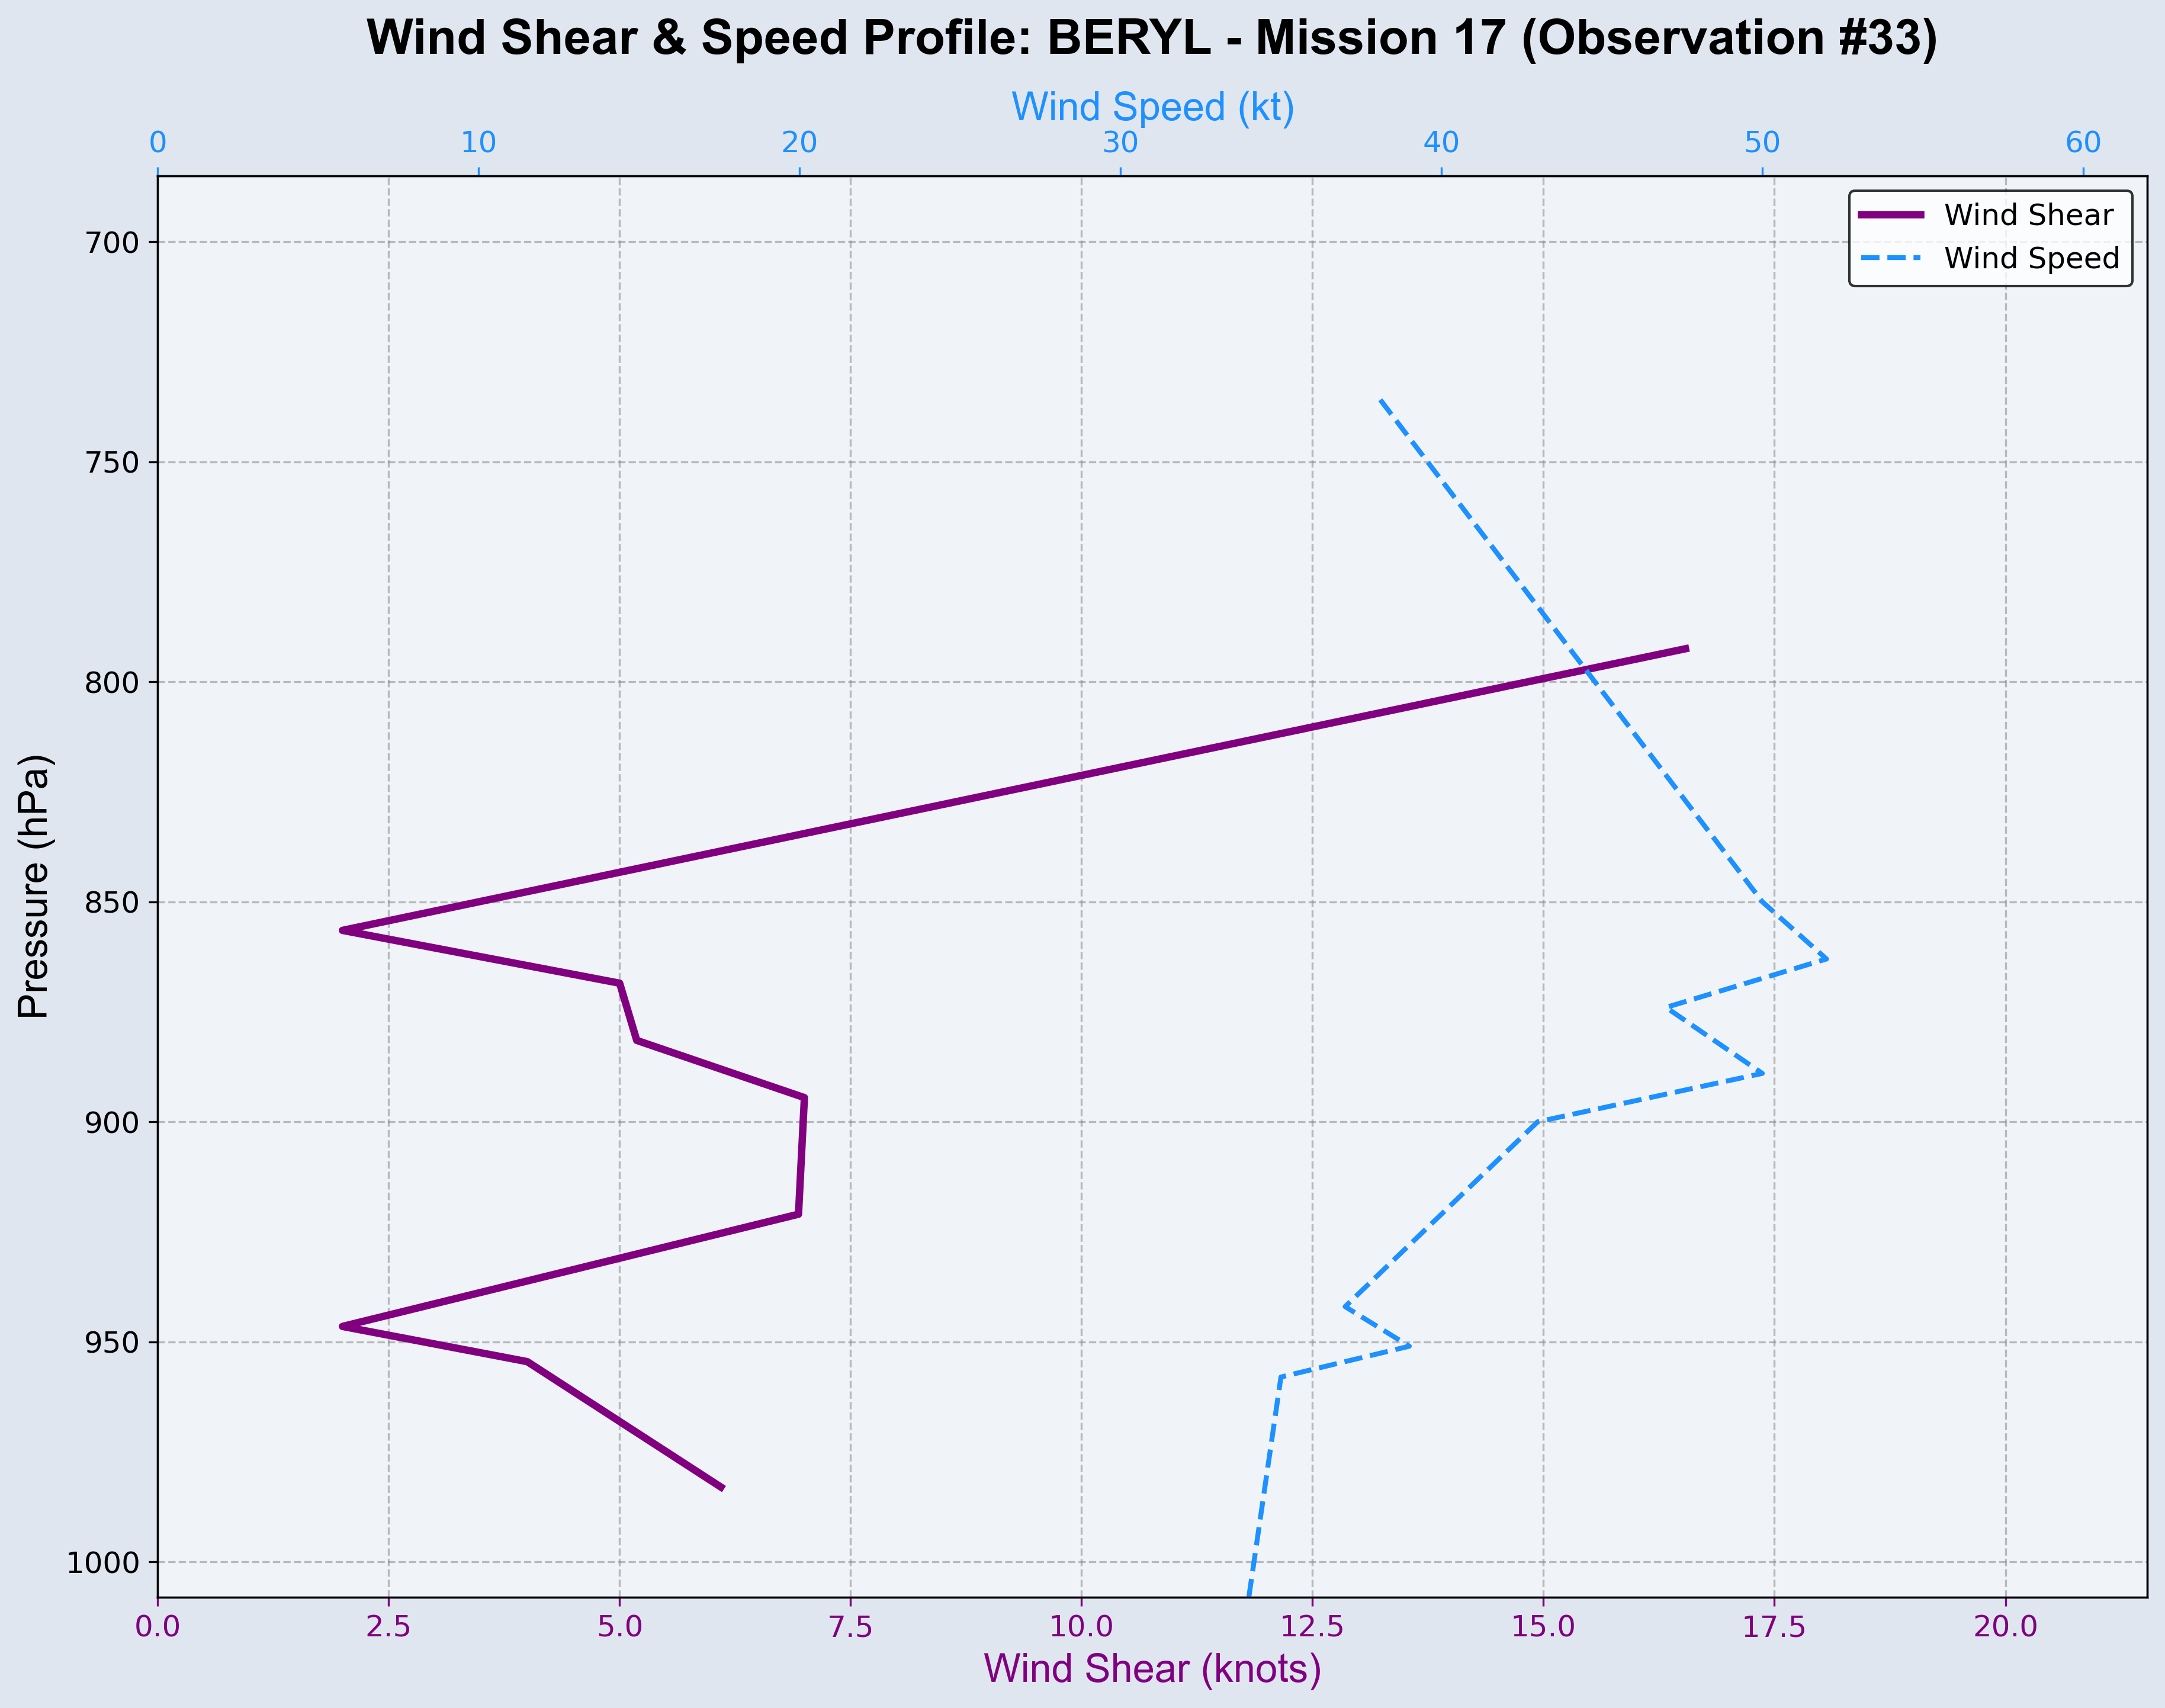 Wind Shear & Speed Profile: BERYL - Mission 17 (Observation #33)
Wind Speed (kt)
0 10 20 30 40 50 60
Wind Shear
Wind Speed
700
750
800
850
900
950
1000
Pressure (hPa)
0.0 2.5 5.0 7.5 10.0 12.5 15.0 17.5 20.0
Wind Shear (knots)